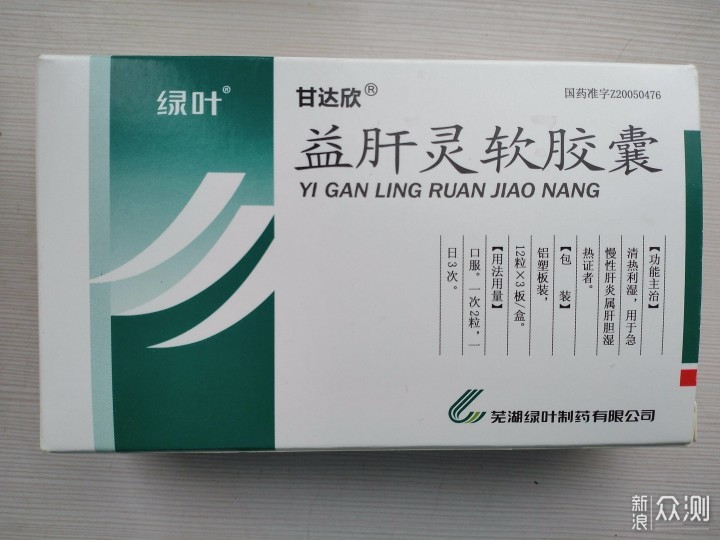 绿叶®
甘达欣®
国药准字Z20050476
益肝灵软胶囊
YI GAN LING RUAN JIAO NANG
【功能主治】
清热利湿，用于急
慢性肝炎属肝胆湿
热证者。
【包 装】
铝塑板装，
12粒×3板/盒。
【用法用量】
口服。一次2粒，一
日3次。
芜湖绿叶制药有限公司
新浪众测